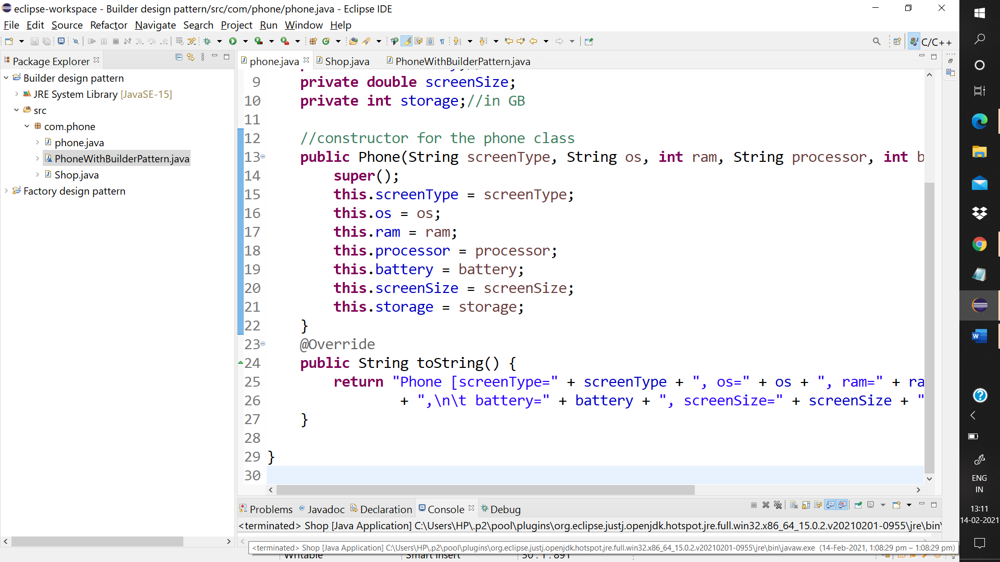 eclipse-workspace - Builder design pattern/src/com/phone/phone.java - Eclipse IDE
File Edit Source Refactor Navigate Search Project Run Window Help
C/C++
Package Explorer
Builder design pattern
JRE System Library [JavaSE-15]
src
com.phone
phone.java
PhoneWithBuilderPattern.java
Shop.java
Factory design pattern
phone.java Shop.java PhoneWithBuilderPattern.java
9 private double screenSize;
10 private int storage;//in GB
11
12 //constructor for the phone class
13 public Phone(String screenType, String os, int ram, String processor, int b
14 super();
15 this.screenType = screenType;
16 this.os = os;
17 this.ram = ram;
18 this.processor = processor;
19 this.battery = battery;
20 this.screenSize = screenSize;
21 this.storage = storage;
22 }
23 @Override
24 public String toString() {
25 return "Phone [screenType=" + screenType + ", os=" + os + ", ram=" + ra
26 + ",\n\t battery=" + battery + ", screenSize=" + screenSize + "
27 }
28
29 }
30
Problems Javadoc Declaration Console Debug
<terminated> Shop [Java Application] C:\Users\HP\.p2\pool\plugins\org.eclipse.justj.openjdk.hotspot.jre.full.win32.x86_64_15.0.2.v20210201-0955\jre\bin\
<terminated> Shop [Java Application] C:\Users\HP\.p2\pool\plugins\org.eclipse.justj.openjdk.hotspot.jre.full.win32.x86_64_15.0.2.v20210201-0955\jre\bin\javaw.exe (14-Feb-2021, 1:08:29 pm – 1:08:29 pm)
Writable Smart Insert 30 : 1 : 891
ENG
IN
13:11
14-02-2021